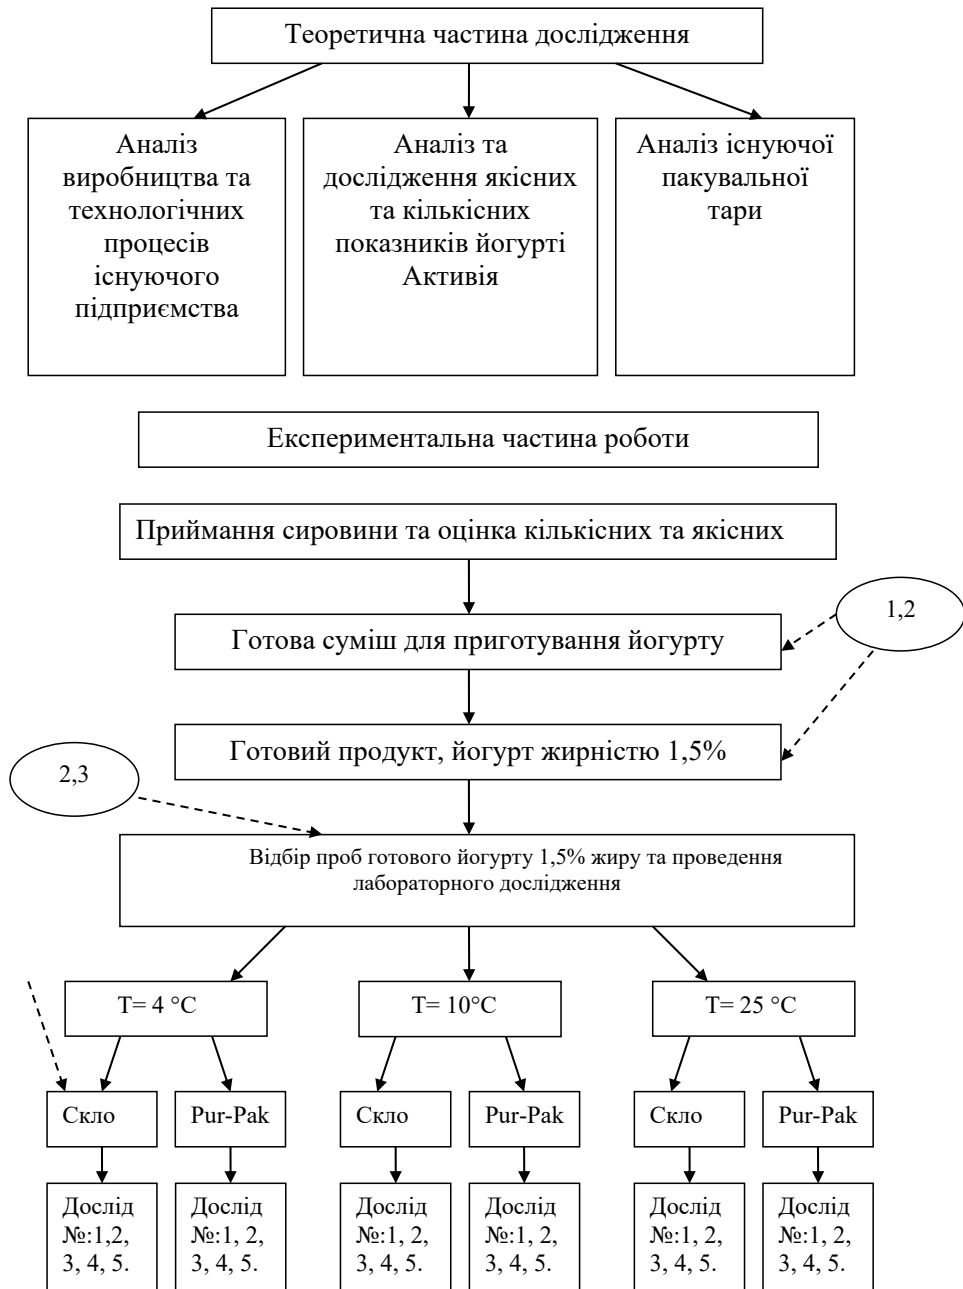 Теоретична частина дослідження
Аналіз
виробництва та
технологічних
процесів
існуючого
підприємства
Аналіз та
дослідження якісних
та кількісних
показників йогурті
Активія
Аналіз існуючої
пакувальної
тари
Експериментальна частина роботи
Приймання сировини та оцінка кількісних та якісних
1,2
Готова суміш для приготування йогурту
Готовий продукт, йогурт жирністю 1,5%
2,3
Відбір проб готового йогурту 1,5% жиру та проведення
лабораторного дослідження
Т= 4 °С
Т= 10°С
Т= 25 °С
Скло
Pur-Pak
Скло
Pur-Pak
Скло
Pur-Pak
Дослід
№:1,2,
3, 4, 5.
Дослід
№:1, 2,
3, 4, 5.
Дослід
№:1, 2,
3, 4, 5.
Дослід
№:1, 2,
3, 4, 5.
Дослід
№:1, 2,
3, 4, 5.
Дослід
№:1, 2,
3, 4, 5.